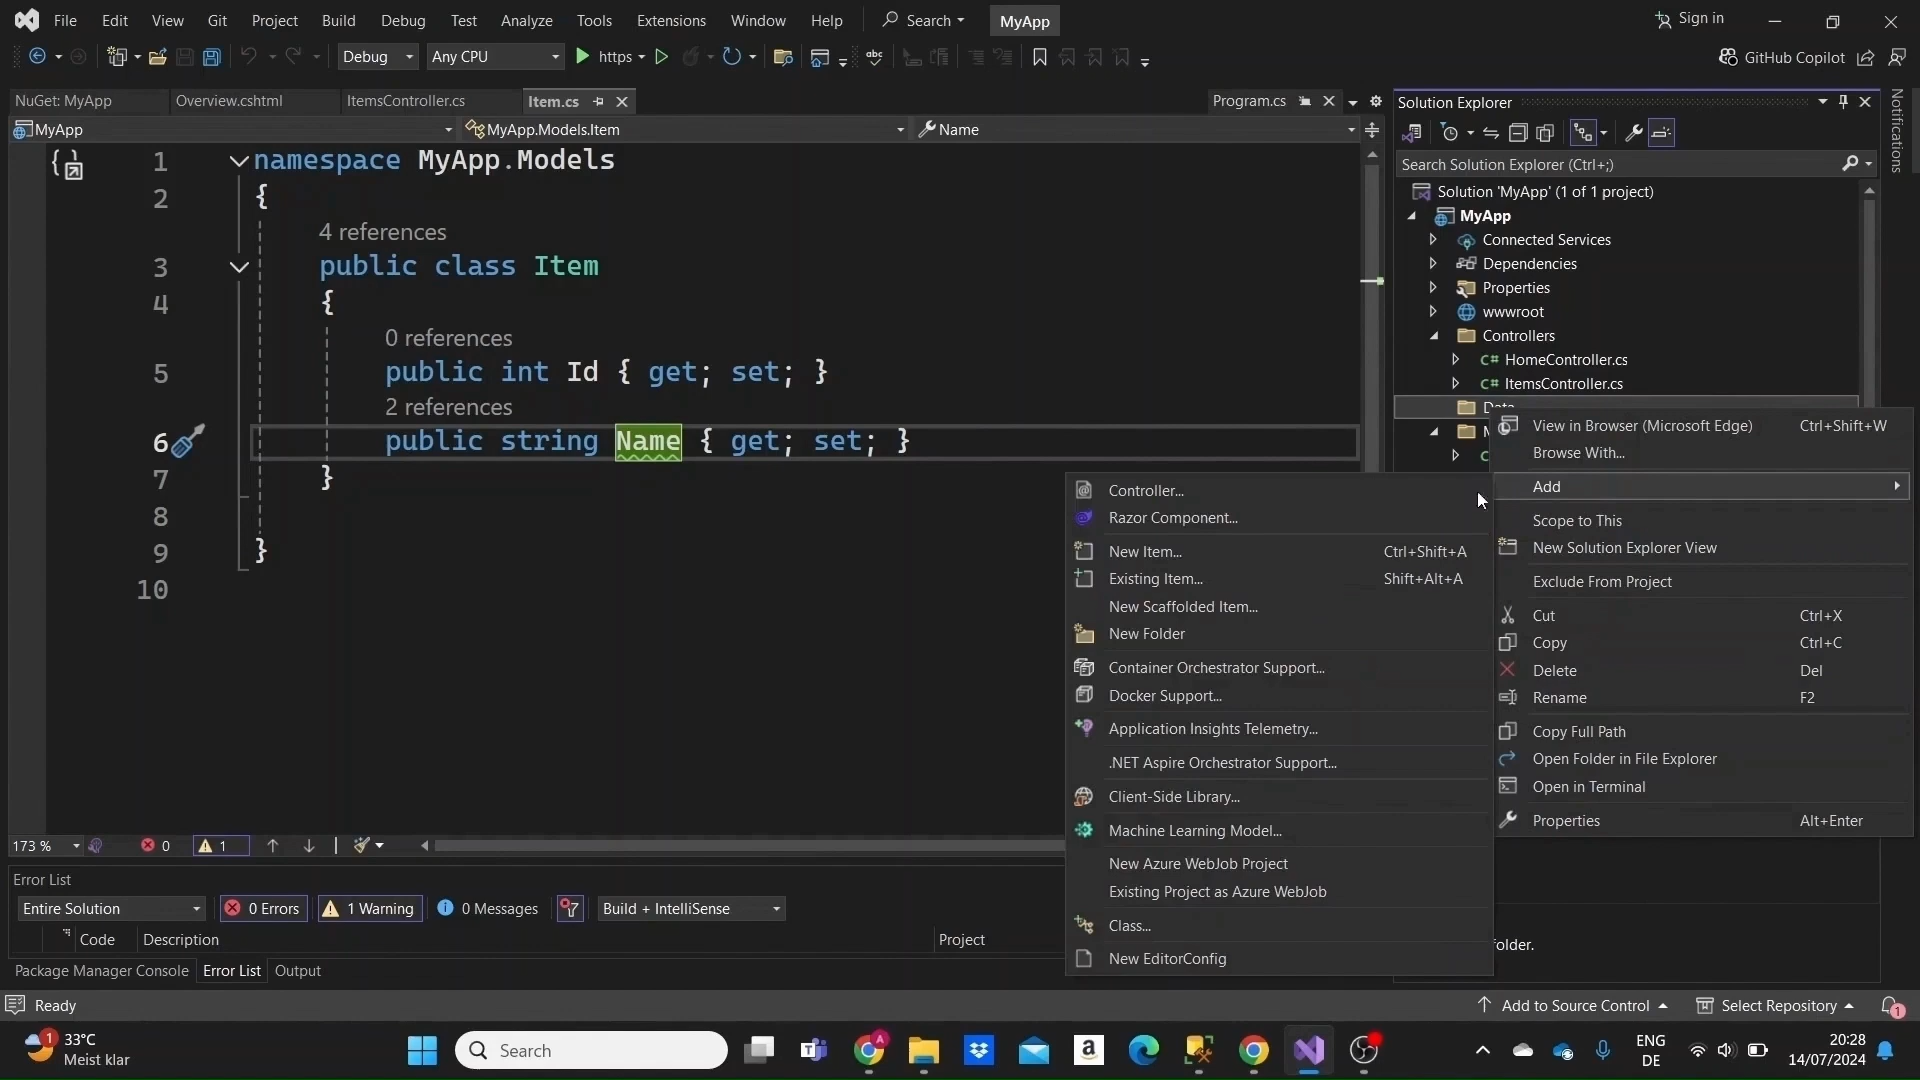 File Edit View Git Project Build Debug Test Analyze Tools Extensions Window Help Search MyApp Sign in
Debug Any CPU https GitHub Copilot
NuGet: MyApp Overview.cshtml ItemsController.cs Item.cs Program.cs
MyApp MyApp.Models.Item Name
1 namespace MyApp.Models
2 {
4 references
3 public class Item
4 {
0 references
5 public int Id { get; set; }
2 references
6 public string Name { get; set; }
7 }
8
9 }
10
173 % 0 1
Error List
Entire Solution 0 Errors 1 Warning 0 Messages Build + IntelliSense
Code Description Project
Package Manager Console Error List Output
Solution Explorer
Search Solution Explorer (Ctrl+;)
Solution 'MyApp' (1 of 1 project)
MyApp
Connected Services
Dependencies
Properties
wwwroot
Controllers
C# HomeController.cs
C# ItemsController.cs
Notifications
View in Browser (Microsoft Edge) Ctrl+Shift+W
Browse With...
Add
Scope to This
New Solution Explorer View
Exclude From Project
Cut Ctrl+X
Copy Ctrl+C
Delete Del
Rename F2
Copy Full Path
Open Folder in File Explorer
Open in Terminal
Properties Alt+Enter
Controller...
Razor Component...
New Item... Ctrl+Shift+A
Existing Item... Shift+Alt+A
New Scaffolded Item...
New Folder
Container Orchestrator Support...
Docker Support...
Application Insights Telemetry...
.NET Aspire Orchestrator Support...
Client-Side Library...
Machine Learning Model...
New Azure WebJob Project
Existing Project as Azure WebJob
Class...
New EditorConfig
folder.
Ready Add to Source Control Select Repository 1
1 33°C
Meist klar
Search
ENG
DE
20:28
14/07/2024